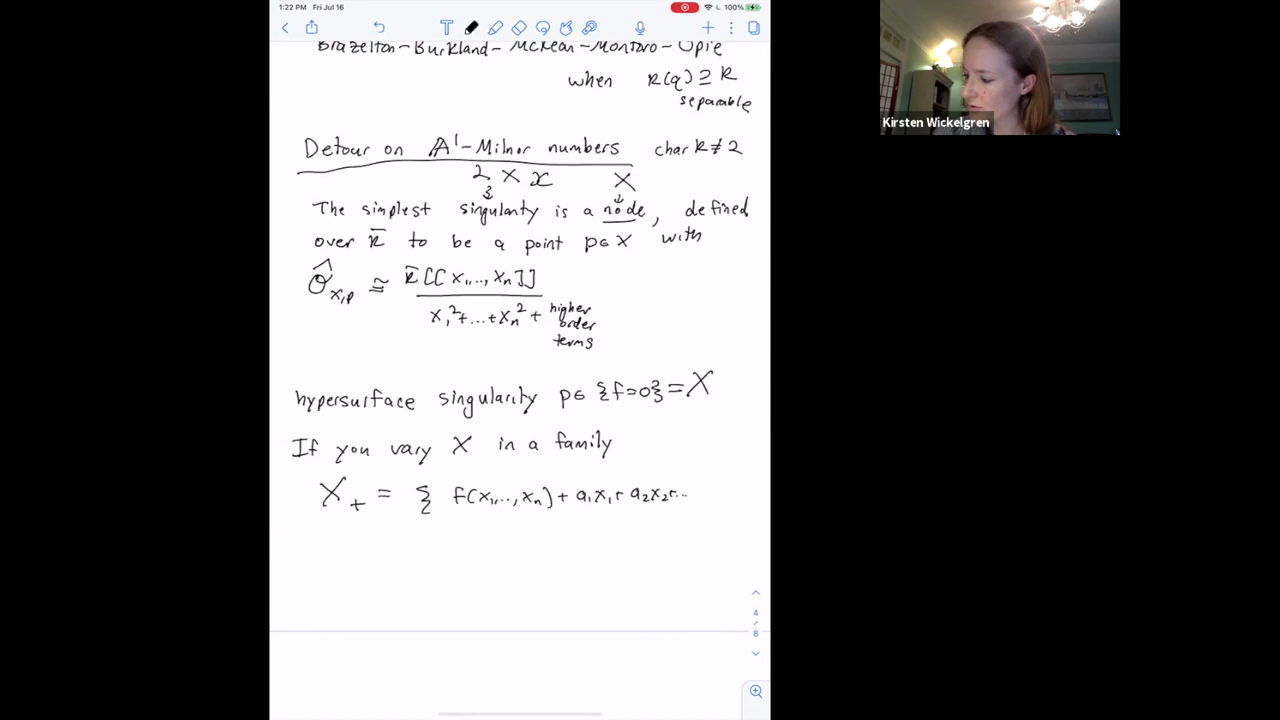 1:22 PM Fri Jul 16
100%
Brazelton-Burkland-McKean-Montoro-Opie
when k(q) ⊇ k
separable
Detour on A¹-Milnor numbers char k ≠ 2
The simplest singularity is a node, defined
over k̄ to be a point p∈X with
Ô_{X,p} ≅ k̄[[x₁,..,xₙ]]
x₁²+...+xₙ²+ higher
order
terms
hypersurface singularity p∈ {f=0} = X
If you vary X in a family
X_t = { f(x₁,..,xₙ) + a₁x₁+ a₂x₂+...
4
/
8
Kirsten Wickelgren